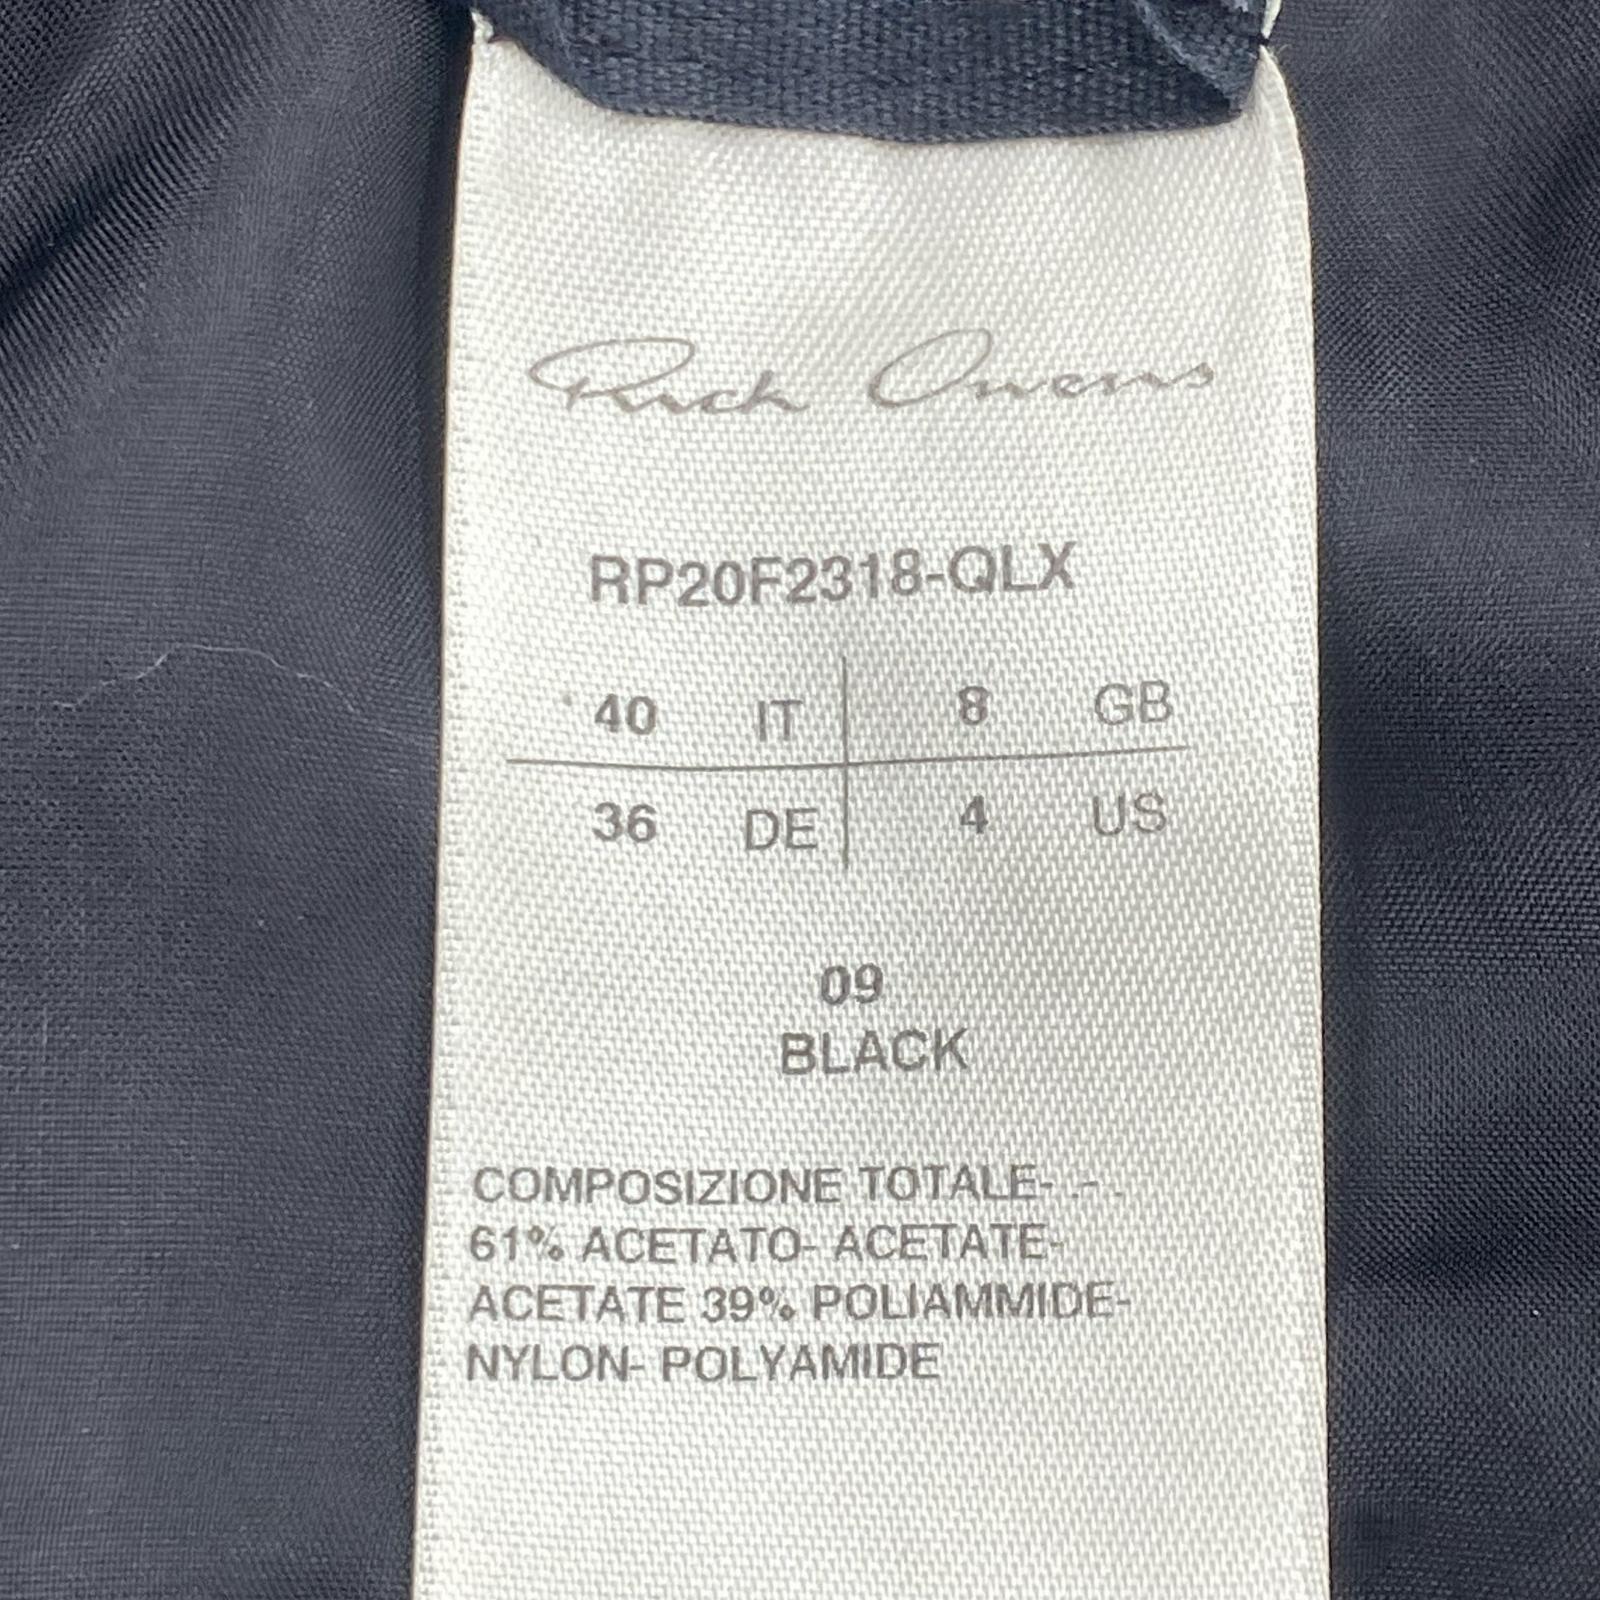 Rick Owens
RP20F2318-QLX
40 IT 8 GB
36 DE 4 US
09
BLACK
COMPOSIZIONE TOTALE- .- .
61% ACETATO- ACETATE-
ACETATE 39% POLIAMMIDE-
NYLON- POLYAMIDE